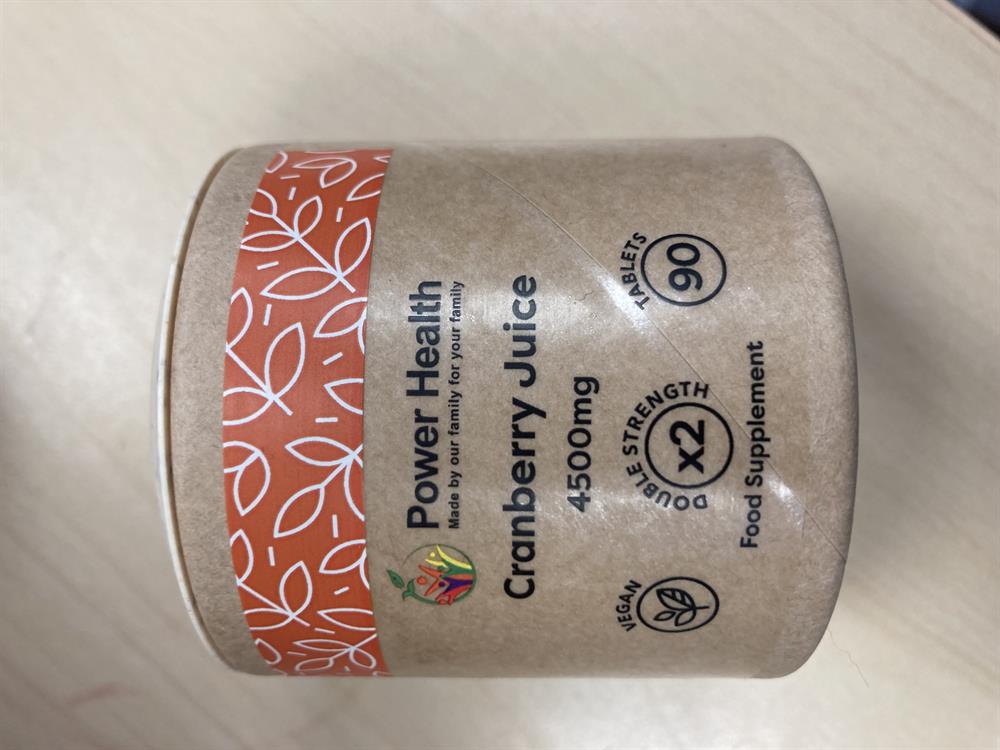 Power Health
Made by our family for your family
Cranberry Juice
4500mg
VEGAN
DOUBLE STRENGTH
x2
TABLETS
90
Food Supplement